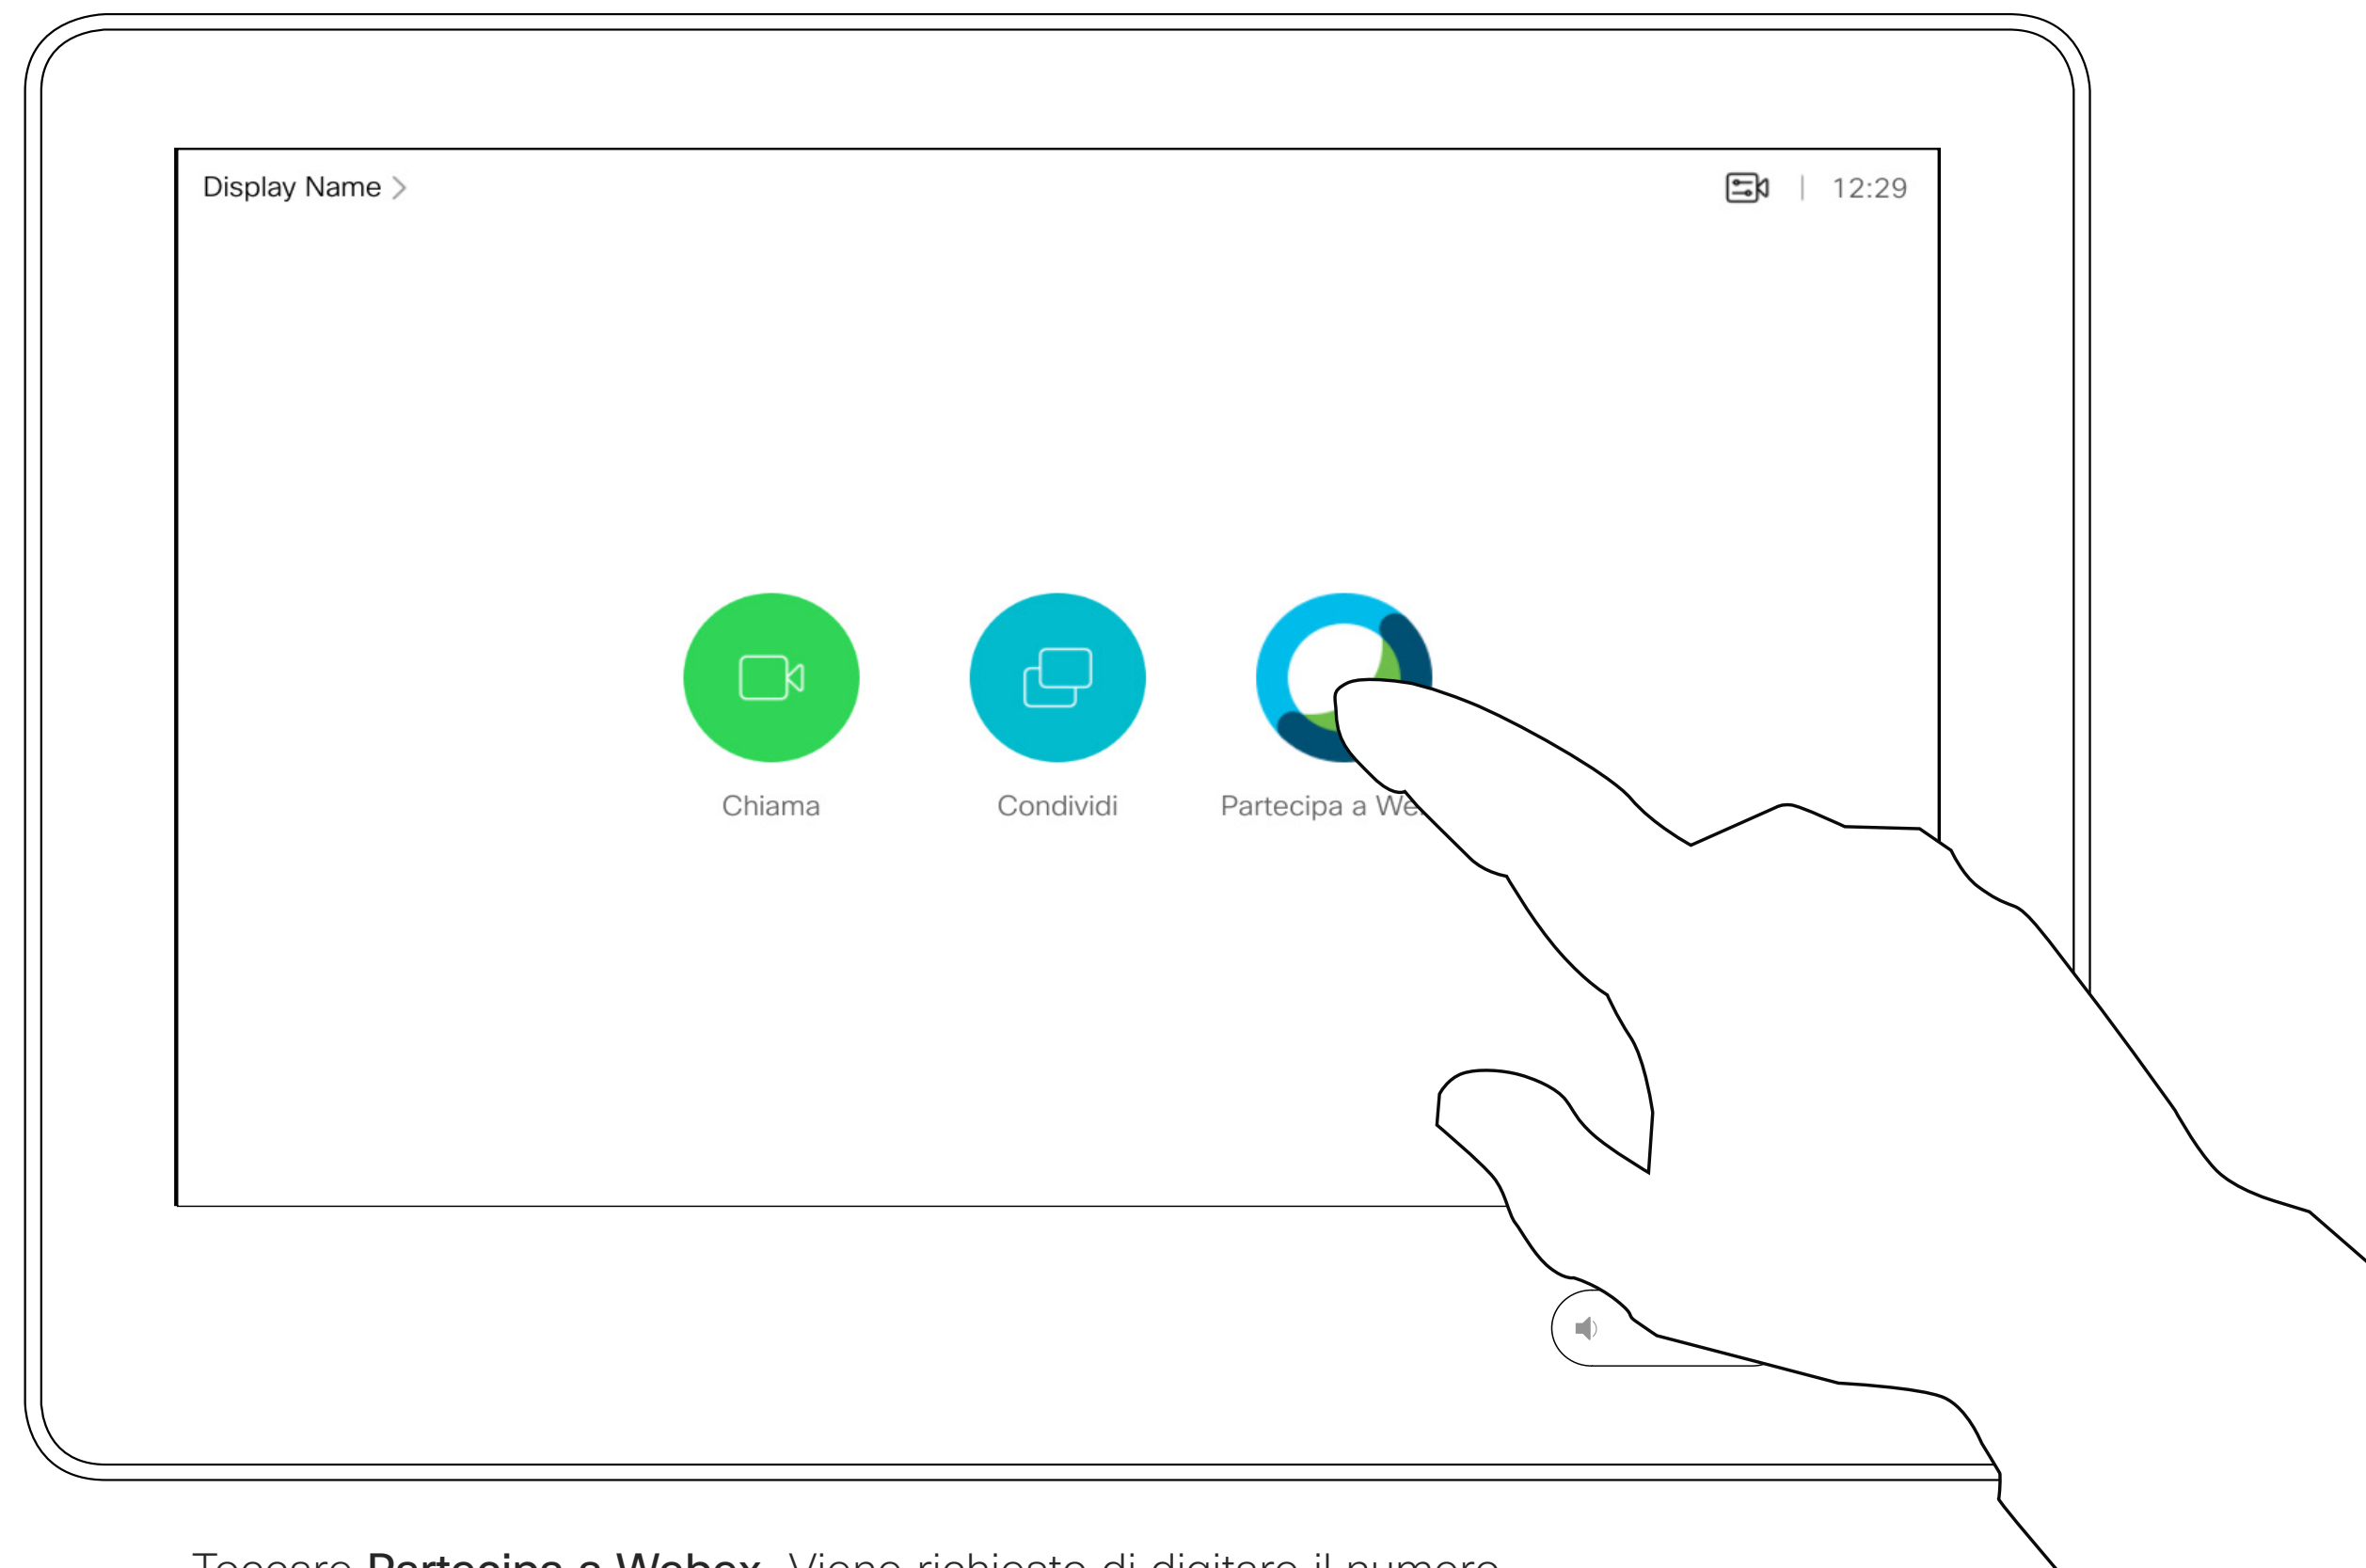 Display Name
12:29
Chiama Condividi Partecipa a We
Toccare Partecipa a Webex. Viene richiesto di digitare il numero